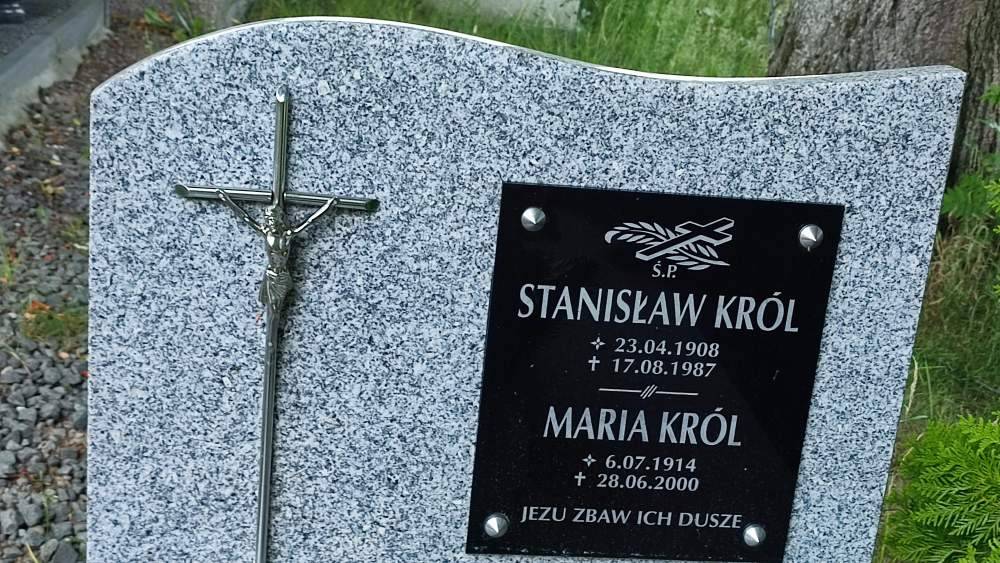 Ś.P.
STANISŁAW KRÓL
✧ 23.04.1908
✝ 17.08.1987
MARIA KRÓL
✧ 6.07.1914
✝ 28.06.2000
JEZU ZBAW ICH DUSZE